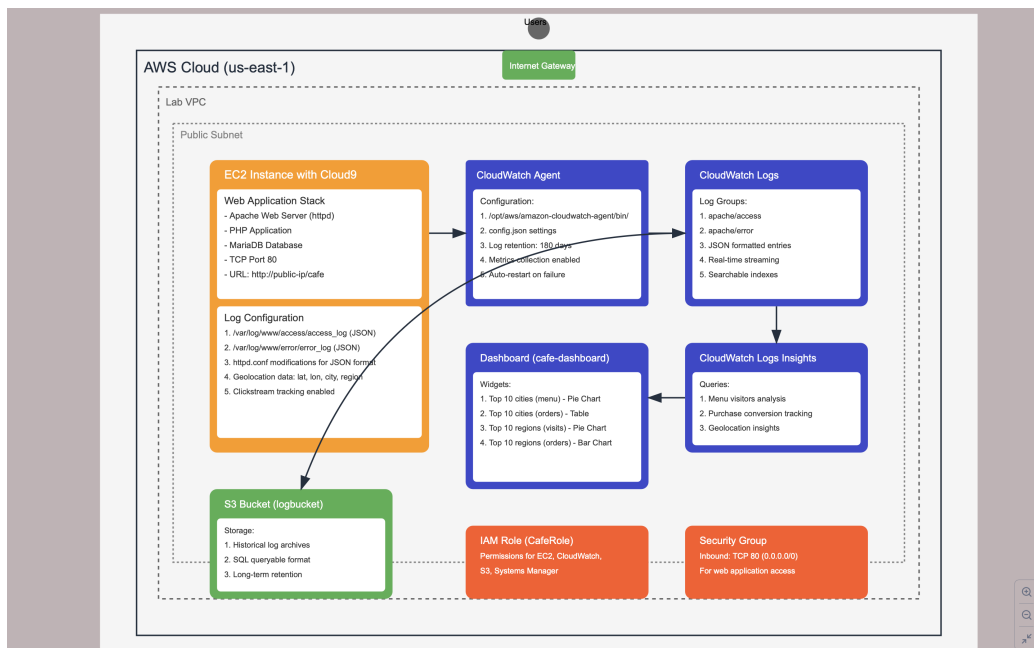 Users
Internet Gateway
AWS Cloud (us-east-1)
Lab VPC
Public Subnet
EC2 Instance with Cloud9
Web Application Stack
- Apache Web Server (httpd)
- PHP Application
- MariaDB Database
- TCP Port 80
- URL: http://public-ip/cafe
Log Configuration
1. /var/log/www/access/access_log (JSON)
2. /var/log/www/error/error_log (JSON)
3. httpd.conf modifications for JSON format
4. Geolocation data: lat, lon, city, region
5. Clickstream tracking enabled
CloudWatch Agent
Configuration:
1. /opt/aws/amazon-cloudwatch-agent/bin/
2. config.json settings
3. Log retention: 180 days
4. Metrics collection enabled
5. Auto-restart on failure
CloudWatch Logs
Log Groups:
1. apache/access
2. apache/error
3. JSON formatted entries
4. Real-time streaming
5. Searchable indexes
Dashboard (cafe-dashboard)
Widgets:
1. Top 10 cities (menu) - Pie Chart
2. Top 10 cities (orders) - Table
3. Top 10 regions (visits) - Pie Chart
4. Top 10 regions (orders) - Bar Chart
CloudWatch Logs Insights
Queries:
1. Menu visitors analysis
2. Purchase conversion tracking
3. Geolocation insights
S3 Bucket (logbucket)
Storage:
1. Historical log archives
2. SQL queryable format
3. Long-term retention
IAM Role (CafeRole)
Permissions for EC2, CloudWatch,
S3, Systems Manager
Security Group
Inbound: TCP 80 (0.0.0.0/0)
For web application access